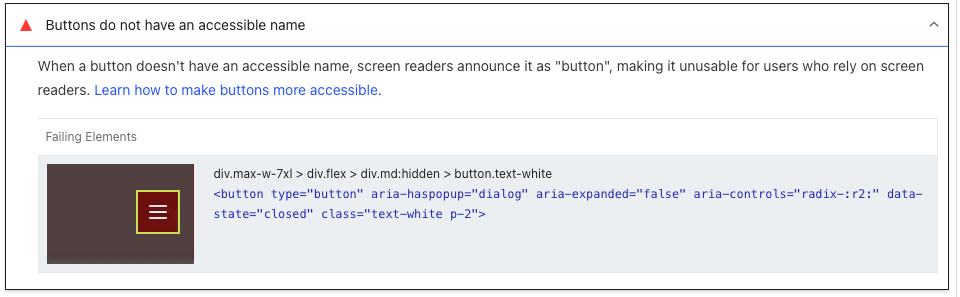 Buttons do not have an accessible name
When a button doesn't have an accessible name, screen readers announce it as "button", making it unusable for users who rely on screen
readers. Learn how to make buttons more accessible.
Failing Elements
div.max-w-7xl > div.flex > div.md:hidden > button.text-white
<button type="button" aria-haspopup="dialog" aria-expanded="false" aria-controls="radix-:r2:" data-
state="closed" class="text-white p-2">